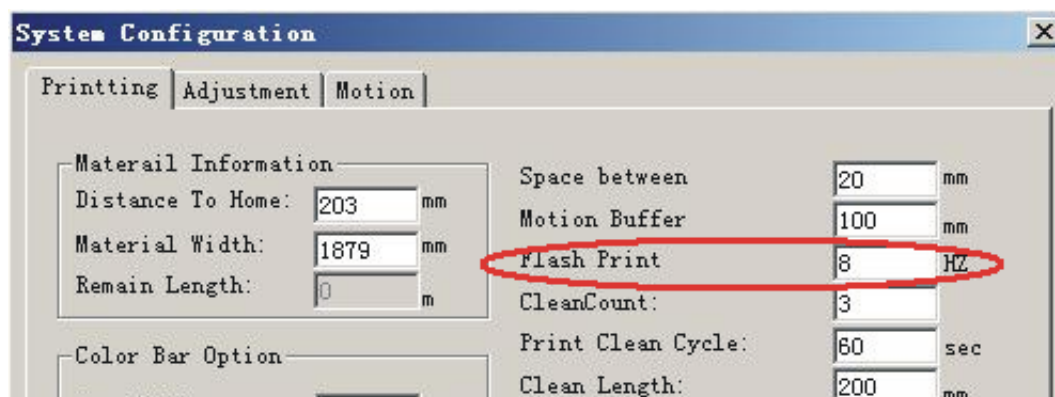 System Configuration
Printting Adjustment Motion
Materail Information
Distance To Home: 203 mm
Material Width: 1879 mm
Remain Length: 0 m
Color Bar Option
Space between 20 mm
Motion Buffer 100 mm
Flash Print 8 HZ
CleanCount: 3
Print Clean Cycle: 60 sec
Clean Length: 200 mm